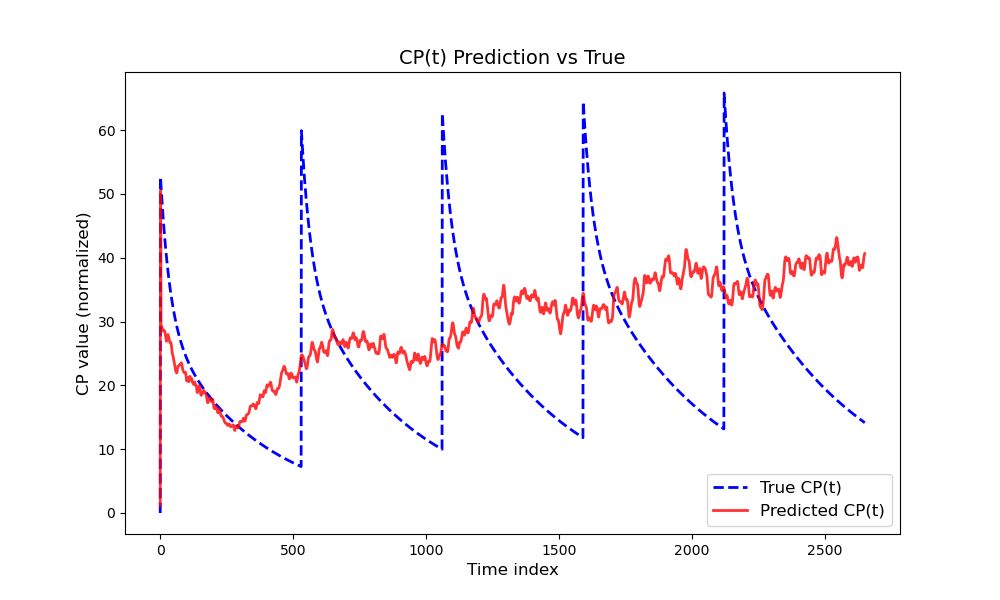 CP(t) Prediction vs True
CP value (normalized)
60
50
40
30
20
10
0
0 500 1000 1500 2000 2500
Time index
True CP(t)
Predicted CP(t)